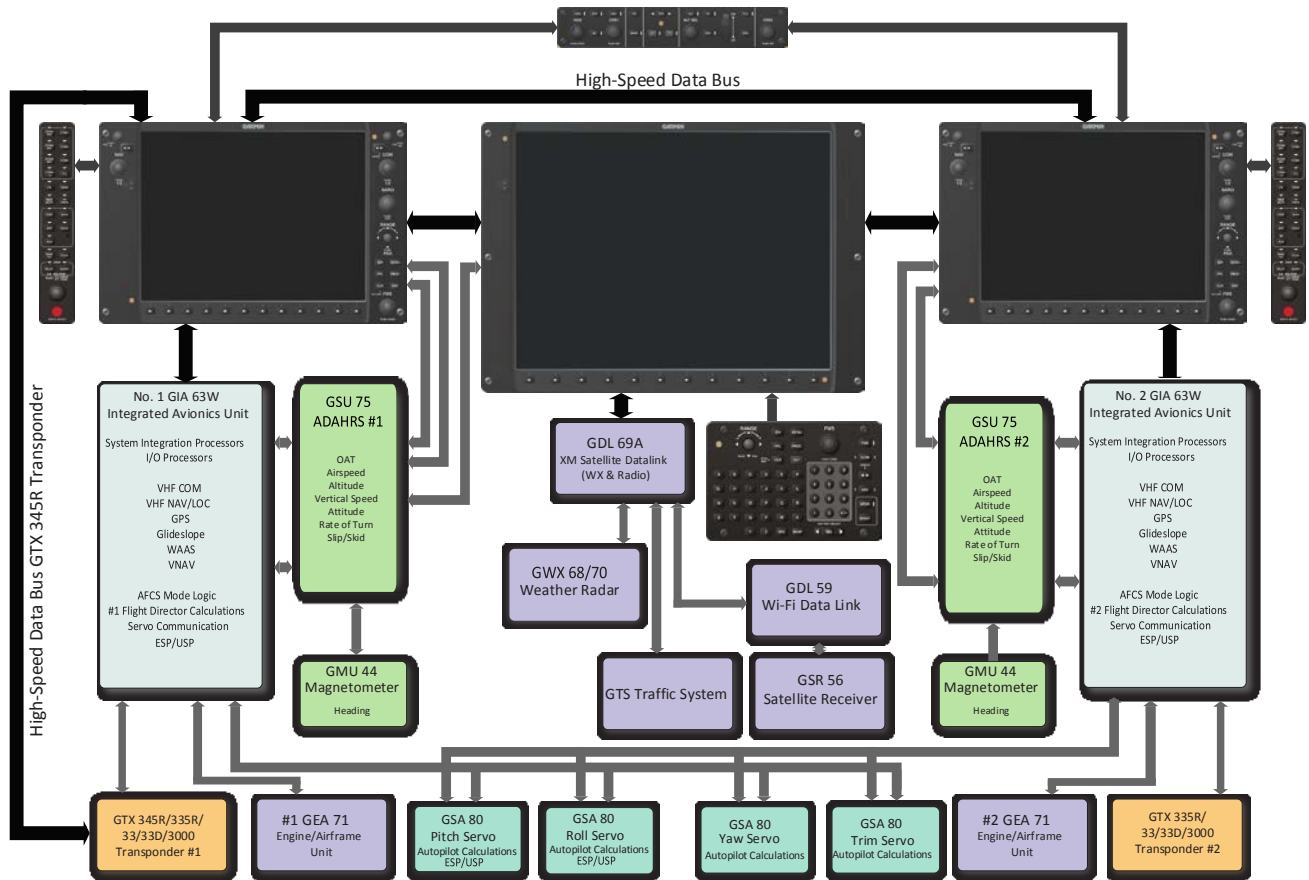 High-Speed Data Bus
GARMIN
GARMIN
GARMIN
High-Speed Data Bus GTX 345R Transponder
No. 1 GIA 63W
Integrated Avionics Unit
System Integration Processors
I/O Processors
VHF COM
VHF NAV/LOC
GPS
Glideslope
WAAS
VNAV
AFCS Mode Logic
#1 Flight Director Calculations
Servo Communication
ESP/USP
GSU 75
ADAHRS #1
OAT
Airspeed
Altitude
Vertical Speed
Attitude
Rate of Turn
Slip/Skid
GMU 44
Magnetometer
Heading
GDL 69A
XM Satellite Datalink
(WX & Radio)
RANGE
GWX 68/70
Weather Radar
GDL 59
Wi-Fi Data Link
GTS Traffic System
GSR 56
Satellite Receiver
GSU 75
ADAHRS #2
OAT
Airspeed
Altitude
Vertical Speed
Attitude
Rate of Turn
Slip/Skid
GMU 44
Magnetometer
Heading
No. 2 GIA 63W
Integrated Avionics Unit
System Integration Processors
I/O Processors
VHF COM
VHF NAV/LOC
GPS
Glideslope
WAAS
VNAV
AFCS Mode Logic
#2 Flight Director Calculations
Servo Communication
ESP/USP
GTX 345R/335R/
33/33D/3000
Transponder #1
#1 GEA 71
Engine/Airframe
Unit
GSA 80
Pitch Servo
Autopilot Calculations
ESP/USP
GSA 80
Roll Servo
Autopilot Calculations
ESP/USP
GSA 80
Yaw Servo
Autopilot Calculations
GSA 80
Trim Servo
Autopilot Calculations
#2 GEA 71
Engine/Airframe
Unit
GTX 335R/
33/33D/3000
Transponder #2